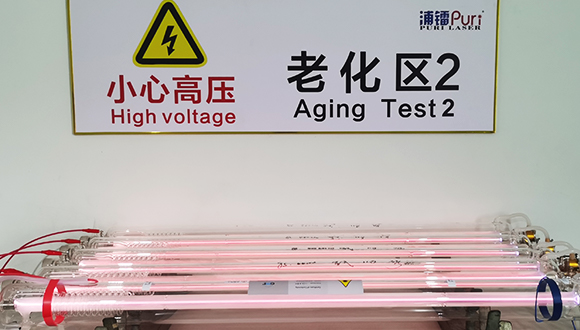 浦镭Puri
PURI LASER
小心高压
High voltage
老化区2
Aging Test 2